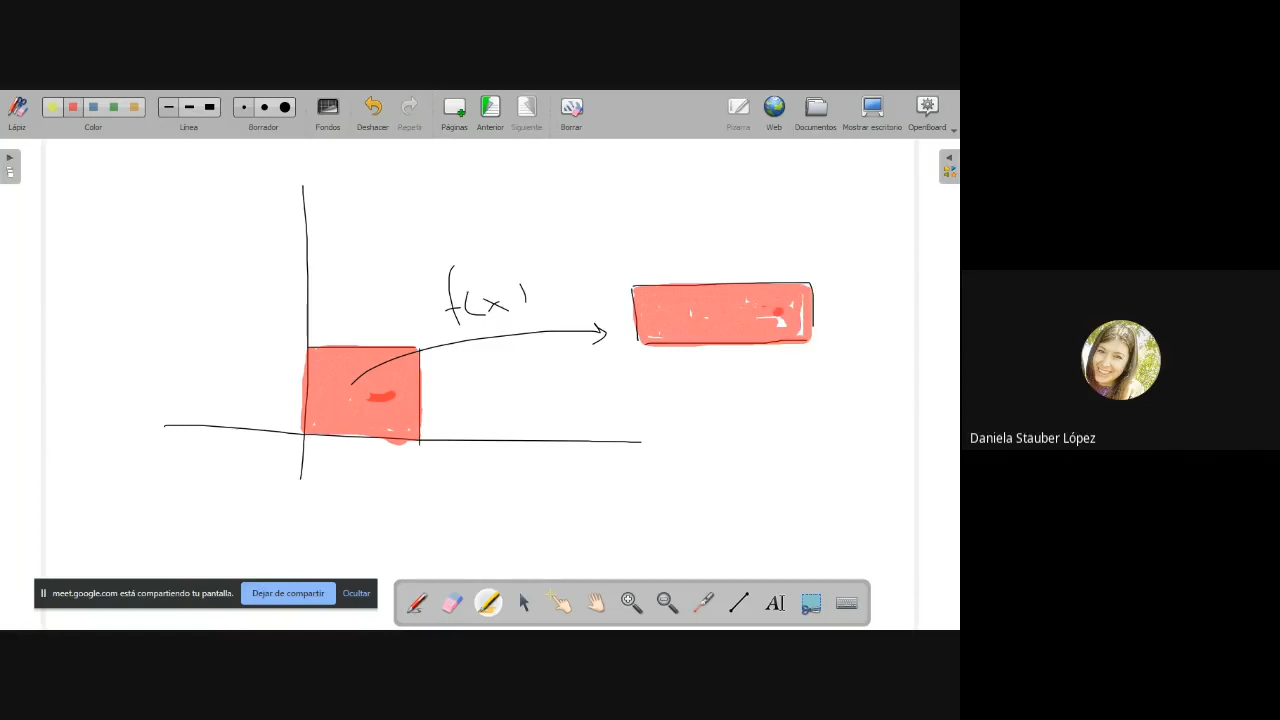 Lápiz Color Línea Borrador Fondos Deshacer Repetir Páginas Anterior Siguiente Borrar Pizarra Web Documentos Mostrar escritorio OpenBoard
f(x)
Daniela Stauber López
meet.google.com está compartiendo tu pantalla. Dejar de compartir Ocultar
AI